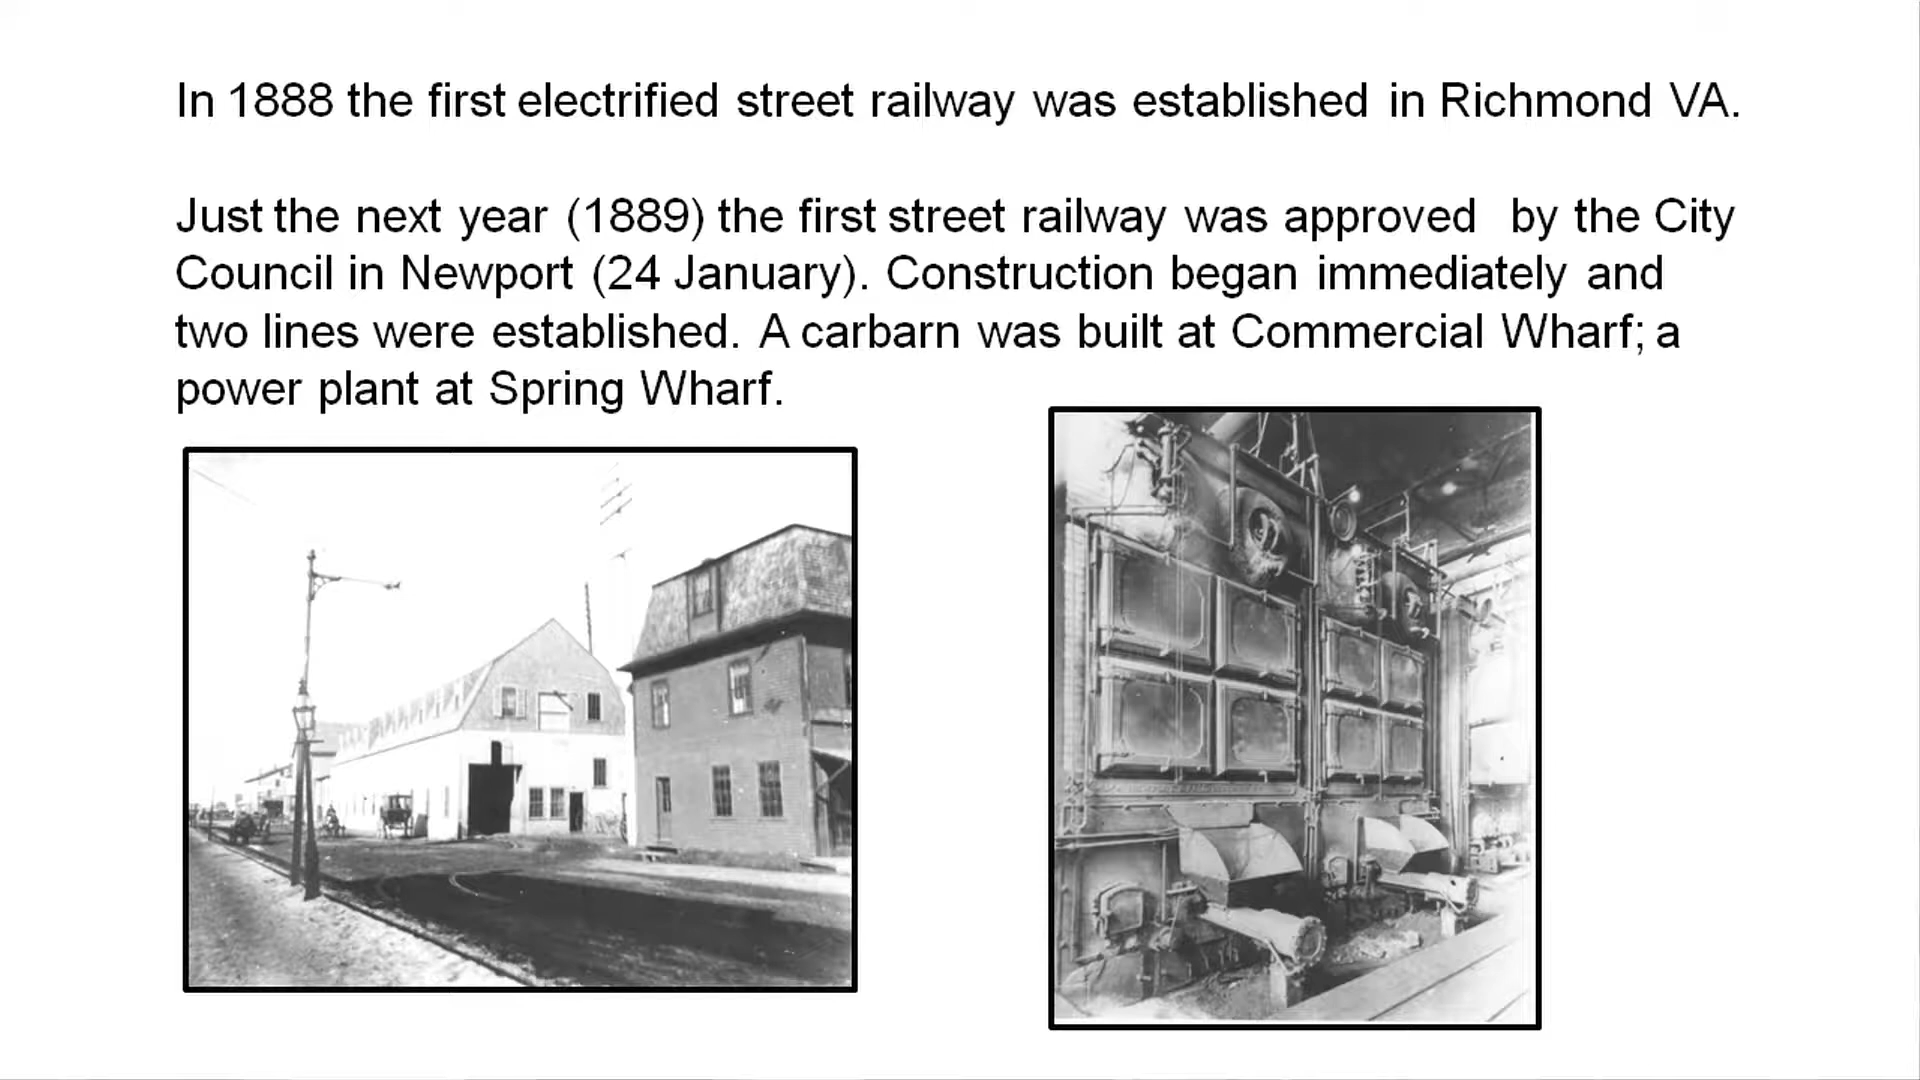 In 1888 the first electrified street railway was established in Richmond VA.
Just the next year (1889) the first street railway was approved by the City
Council in Newport (24 January). Construction began immediately and
two lines were established. A carbarn was built at Commercial Wharf; a
power plant at Spring Wharf.